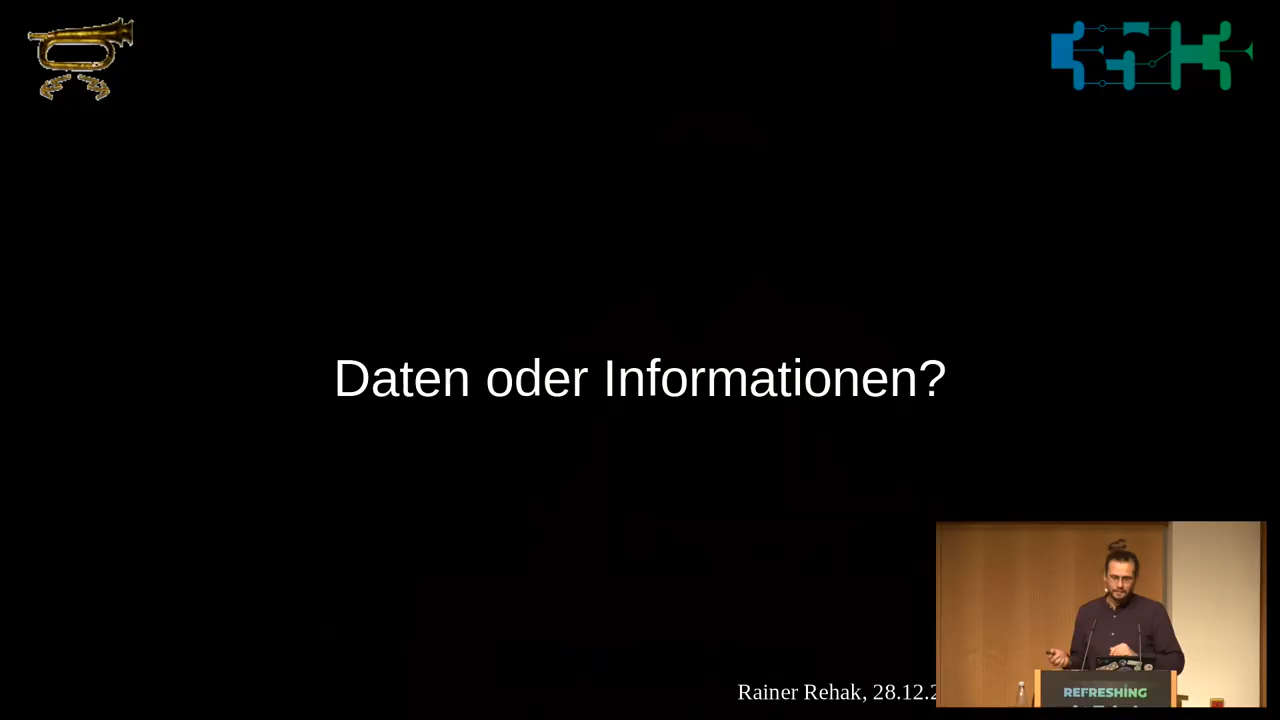 Daten oder Informationen?
Rainer Rehak, 28.12.2
REFRESHING